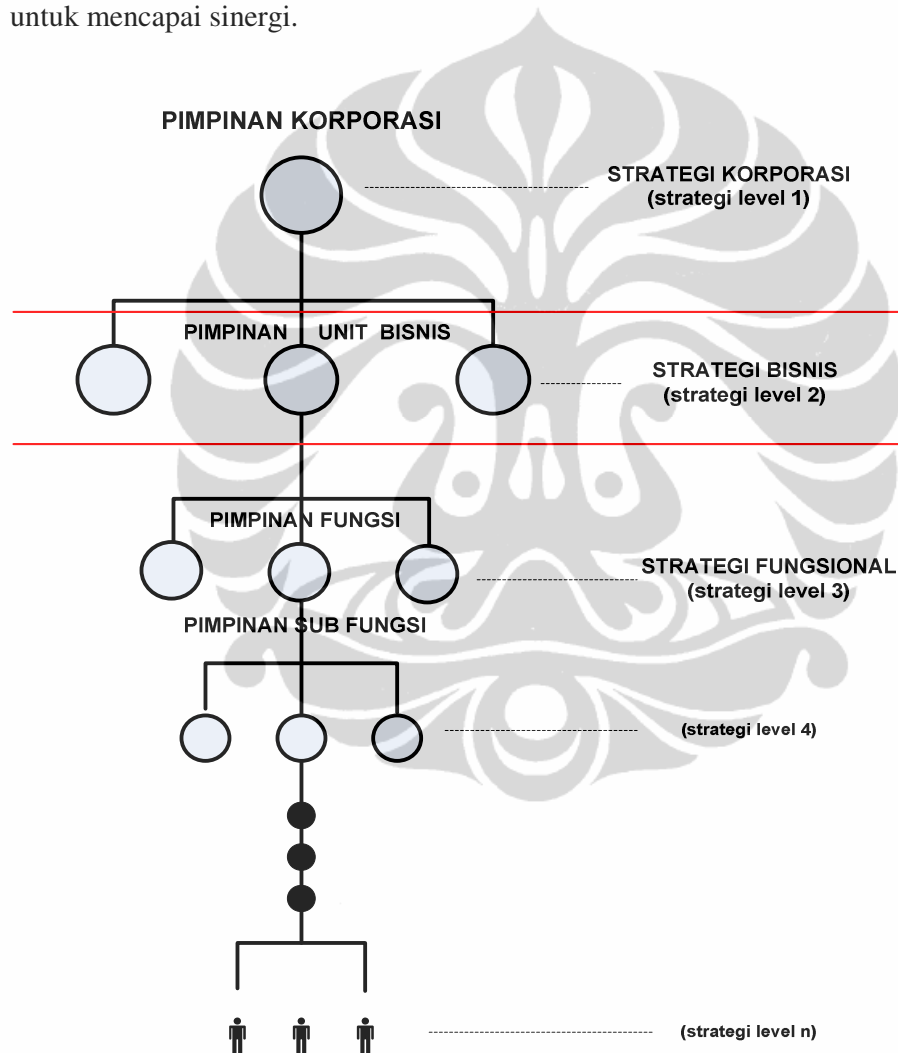 untuk mencapai sinergi.
PIMPINAN KORPORASI
STRATEGI KORPORASI
(strategi level 1)
PIMPINAN UNIT BISNIS
STRATEGI BISNIS
(strategi level 2)
PIMPINAN FUNGSI
STRATEGI FUNGSIONAL
(strategi level 3)
PIMPINAN SUB FUNGSI
(strategi level 4)
(strategi level n)